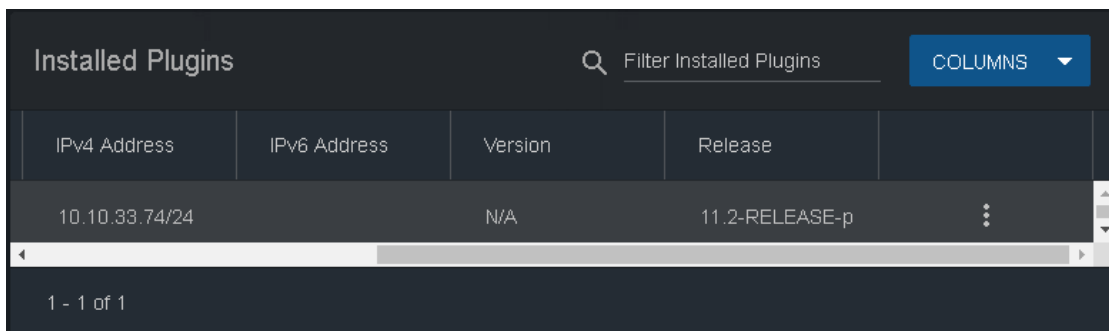 Installed Plugins Filter Installed Plugins COLUMNS
IPv4 Address IPv6 Address Version Release
10.10.33.74/24 N/A 11.2-RELEASE-p
1 - 1 of 1